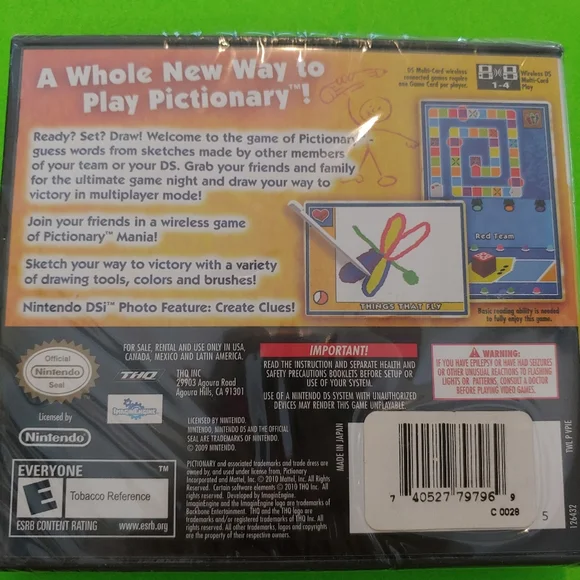 A Whole New Way to
Play Pictionary™!
DS Multi-Card wireless
connected games require
one Game Card per player.
1-4
Wireless DS
Multi-Card
Play
Ready? Set? Draw! Welcome to the game of Pictionary
guess words from sketches made by other members
of your team or your DS. Grab your friends and family
for the ultimate game night and draw your way to
victory in multiplayer mode!
Join your friends in a wireless game
of Pictionary™ Mania!
Sketch your way to victory with a variety
of drawing tools, colors and brushes!
Nintendo DSi™ Photo Feature: Create Clues!
THINGS THAT FLY
Red Team
Basic reading ability is needed
to fully enjoy this game.
Official
Nintendo
Seal
Licensed by
Nintendo
FOR SALE, RENTAL AND USE ONLY IN USA,
CANADA, MEXICO AND LATIN AMERICA.
THQ
THQ INC
29903 Agoura Road
Agoura Hills, CA 91301
IMAGINENGINE
LICENSED BY NINTENDO.
NINTENDO, NINTENDO DS AND THE OFFICIAL
SEAL ARE TRADEMARKS OF NINTENDO.
© 2009 NINTENDO.
IMPORTANT!
READ THE INSTRUCTION AND SEPARATE HEALTH AND
SAFETY PRECAUTIONS BOOKLETS BEFORE SETUP OR
USE OF YOUR SYSTEM.
USE OF A NINTENDO DS SYSTEM WITH UNAUTHORIZED
DEVICES MAY RENDER THIS GAME UNPLAYABLE.
WARNING:
IF YOU HAVE EPILEPSY OR HAVE HAD SEIZURES
OR OTHER UNUSUAL REACTIONS TO FLASHING
LIGHTS OR PATTERNS, CONSULT A DOCTOR
BEFORE PLAYING VIDEO GAMES.
EVERYONE
E
Tobacco Reference
ESRB CONTENT RATING
www.esrb.org
PICTIONARY and associated trademarks and trade dress are
owned by, and used under license from, Pictionary
Incorporated and Mattel, Inc. © 2010 Mattel, Inc. All Rights
Reserved. Certain software elements © 2010 THQ Inc. All
rights reserved. Developed by ImaginEngine.
ImaginEngine and the ImaginEngine logo are trademarks of
Foundation 9 Entertainment, Inc. THQ and the THQ logo are
trademarks and/or registered trademarks of THQ Inc.
All rights reserved. All other trademarks, logos and copyrights
are property of their respective owners.
MADE IN JAPAN
7 40527 79796 9
C 0028
5
TWL P VPIE
126432